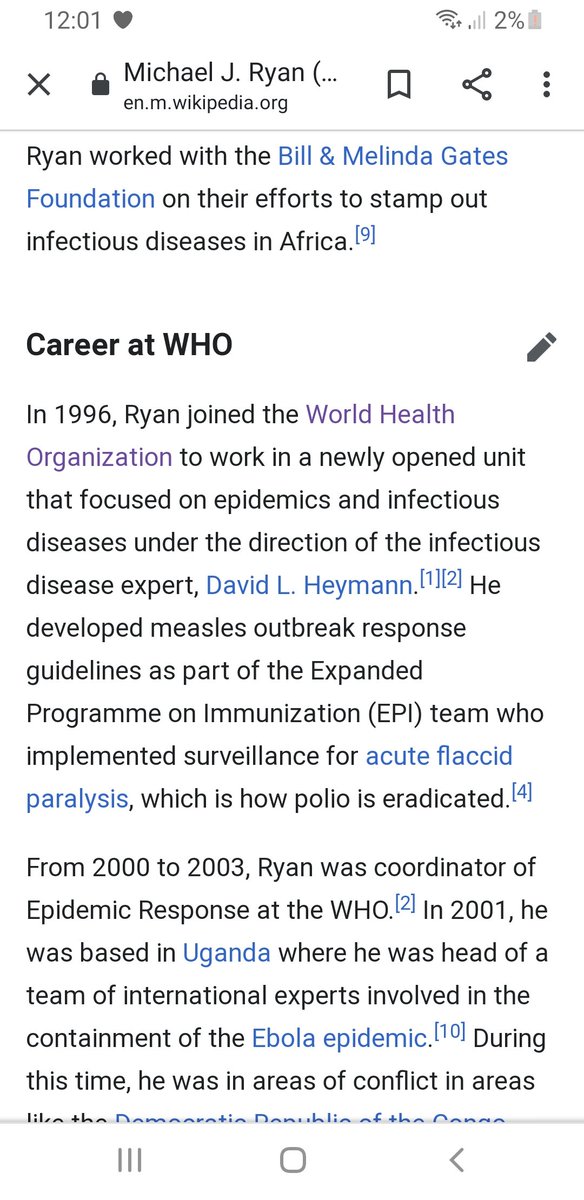 12:01 2%
Michael J. Ryan (...
en.m.wikipedia.org
Ryan worked with the Bill & Melinda Gates
Foundation on their efforts to stamp out
infectious diseases in Africa.[9]
Career at WHO
In 1996, Ryan joined the World Health
Organization to work in a newly opened unit
that focused on epidemics and infectious
diseases under the direction of the infectious
disease expert, David L. Heymann.[1][2] He
developed measles outbreak response
guidelines as part of the Expanded
Programme on Immunization (EPI) team who
implemented surveillance for acute flaccid
paralysis, which is how polio is eradicated.[4]
From 2000 to 2003, Ryan was coordinator of
Epidemic Response at the WHO.[2] In 2001, he
was based in Uganda where he was head of a
team of international experts involved in the
containment of the Ebola epidemic.[10] During
this time, he was in areas of conflict in areas
like the Democratic Republic of the Congo